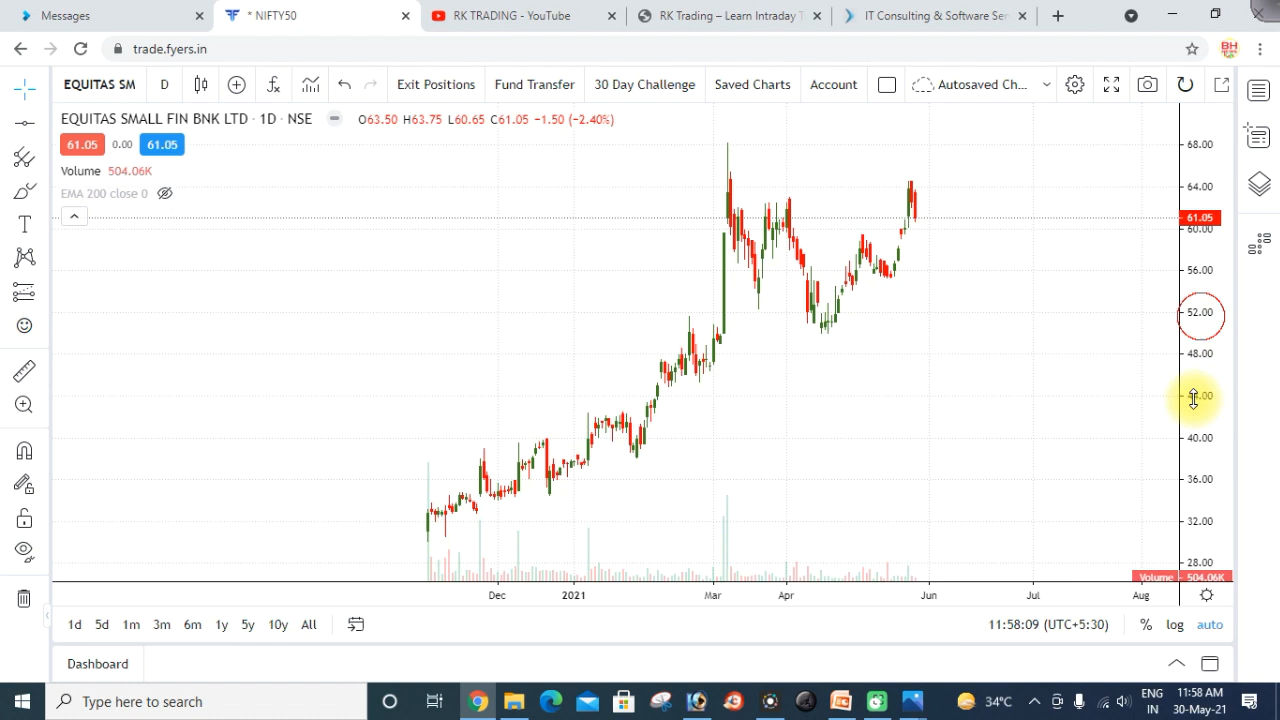 Messages
* NIFTY50
RK TRADING - YouTube
RK Trade – Learn Intraday T
IT Consulting & Software Ser
trade.fyers.in
BH
EQUITAS SM D Exit Positions Fund Transfer 30 Day Challenge Saved Charts Account Autosaved Ch...
EQUITAS SMALL FIN BNK LTD · 1D · NSE O63.50 H63.75 L60.65 C61.05 −1.50 (−2.40%)
61.05 0.00 61.05
Volume 504.06K
EMA 200 close 0
68.00
64.00
61.05
60.00
56.00
52.00
48.00
40.00
36.00
32.00
28.00
Volume 504.06K
Dec 2021 Mar Apr Jun Jul Aug
1d 5d 1m 3m 6m 1y 5y 10y All
11:58:09 (UTC+5:30) % log auto
Dashboard
Type here to search
34°C
ENG
IN
11:58 AM
30-May-21